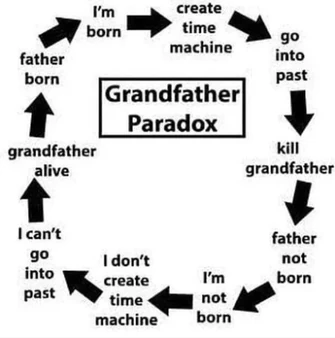 Grandfather
Paradox
I'm
born
create
time
machine
go
into
past
kill
grandfather
father
not
born
I'm
not
born
I don't
create
time
machine
I can't
go
into
past
grandfather
alive
father
born